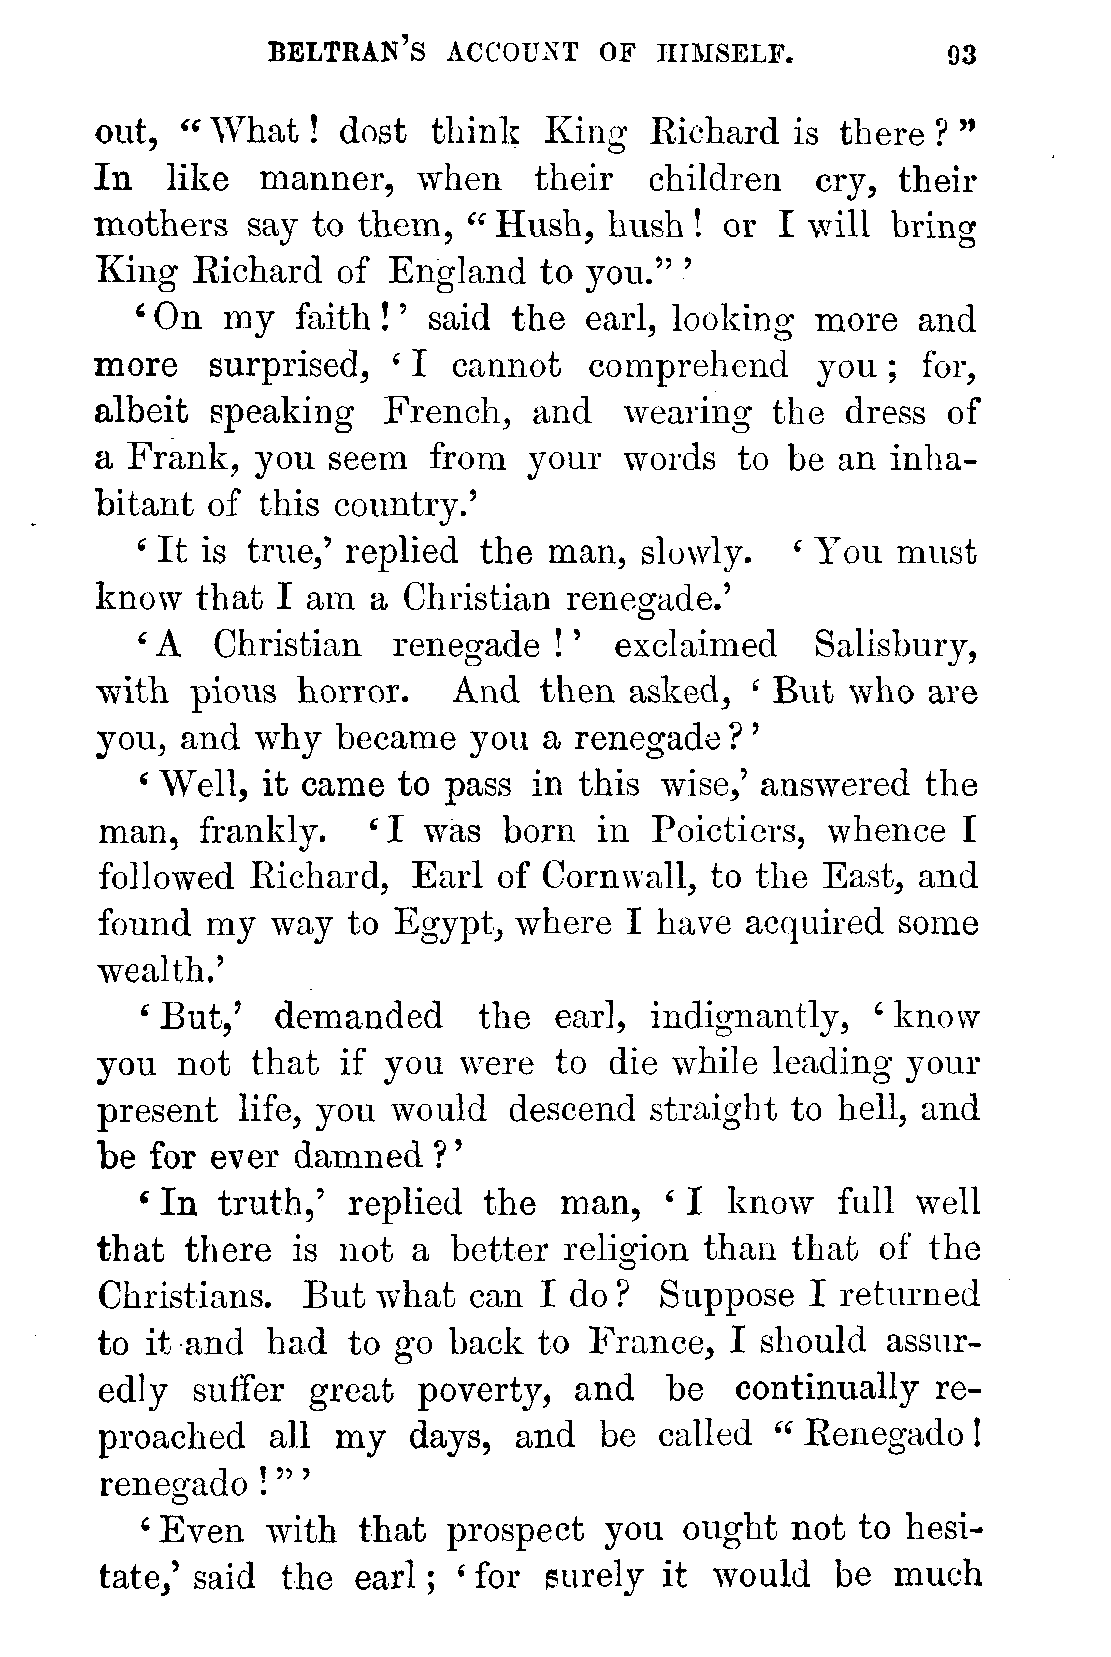 BELTRAN'S ACCOUNT OF HIMSELF. 93
out, “What! dost think King Richard is there?”
In like manner, when their children cry, their
mothers say to them, “Hush, hush! or I will bring
King Richard of England to you.”’
‘On my faith!’ said the earl, looking more and
more surprised, ‘I cannot comprehend you; for,
albeit speaking French, and wearing the dress of
a Frank, you seem from your words to be an inha-
bitant of this country.’
‘It is true,’ replied the man, slowly. ‘You must
know that I am a Christian renegade.’
‘A Christian renegade!’ exclaimed Salisbury,
with pious horror. And then asked, ‘But who are
you, and why became you a renegade?’
‘Well, it came to pass in this wise,’ answered the
man, frankly. ‘I was born in Poictiers, whence I
followed Richard, Earl of Cornwall, to the East, and
found my way to Egypt, where I have acquired some
wealth.’
‘But,’ demanded the earl, indignantly, ‘know
you not that if you were to die while leading your
present life, you would descend straight to hell, and
be for ever damned?’
‘In truth,’ replied the man, ‘I know full well
that there is not a better religion than that of the
Christians. But what can I do? Suppose I returned
to it and had to go back to France, I should assur-
edly suffer great poverty, and be continually re-
proached all my days, and be called “Renegado!
renegado!”’
‘Even with that prospect you ought not to hesi-
tate,’ said the earl; ‘for surely it would be much